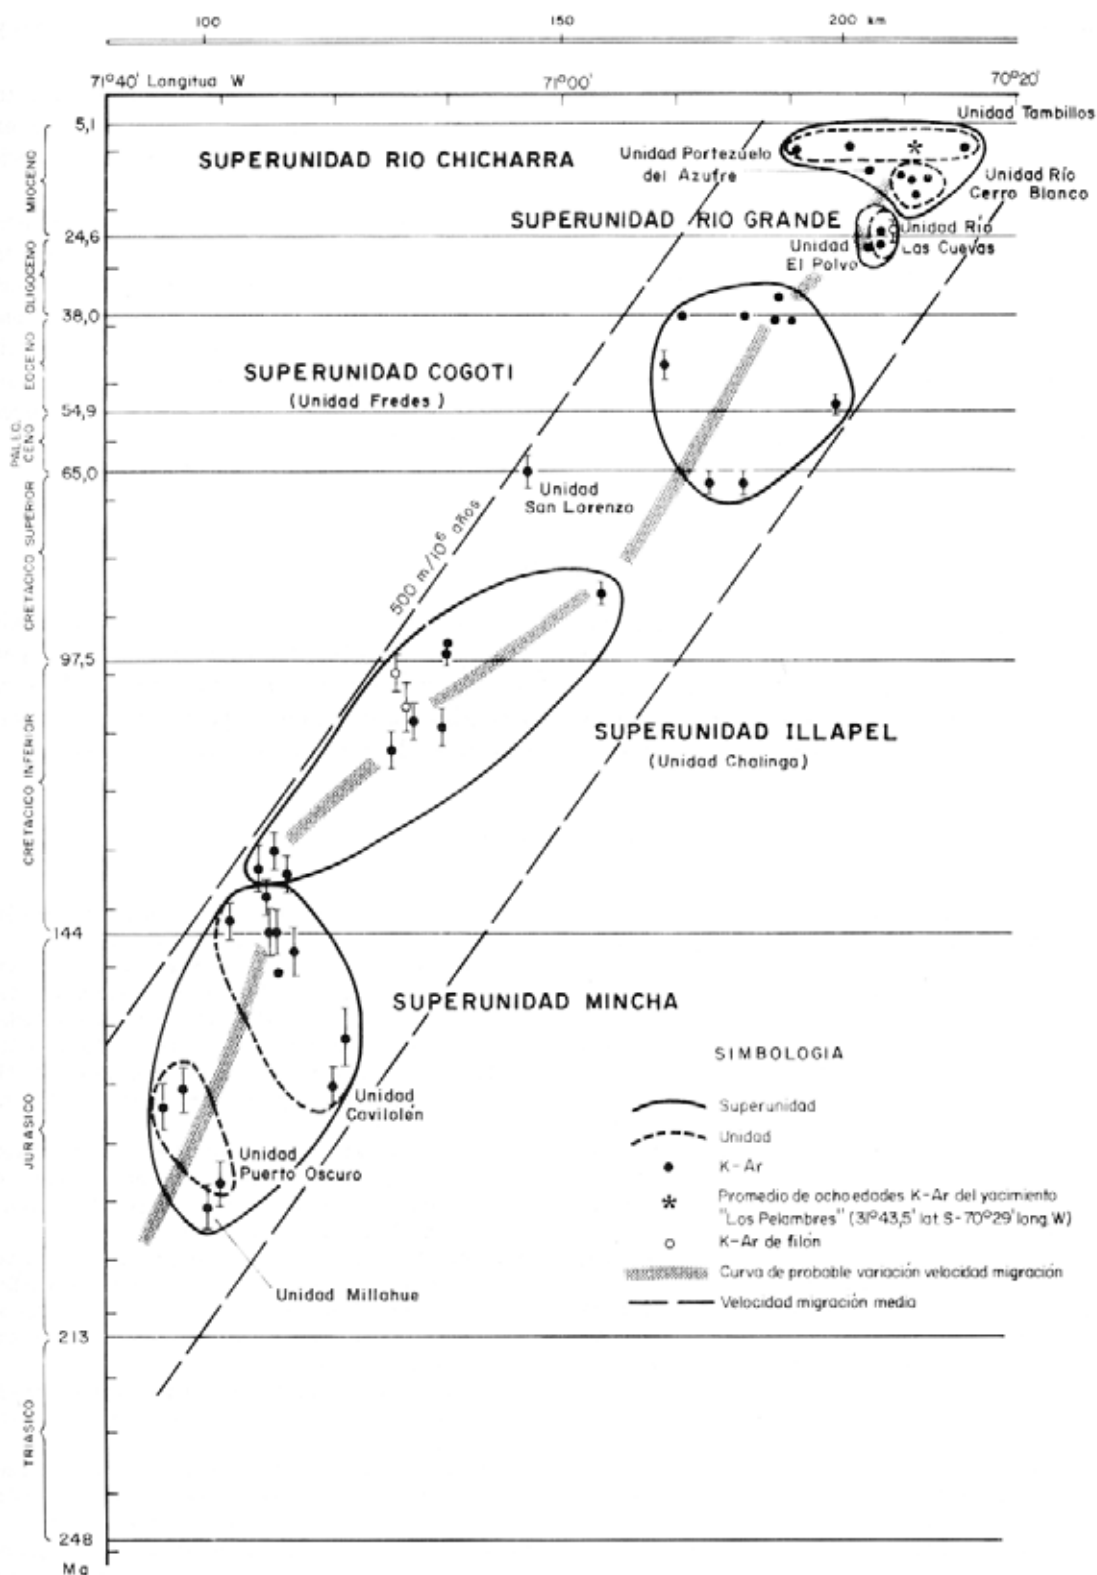 100 150 200 km
71°40' Longitud W 71°00' 70°20'
Unidad Tambillos
5,1
SUPERUNIDAD RIO CHICHARRA
Unidad Portezuelo
del Azufre
Unidad Río
Cerro Blanco
MIOCENO
SUPERUNIDAD RIO GRANDE
24,6
Unidad Río
Las Cuevas
Unidad
El Polvo
OLIGOCENO
38,0
EOCENO
SUPERUNIDAD COGOTI
(Unidad Fredes)
54,9
PALEO
CENO
65,0
Unidad
San Lorenzo
500 m/10⁶ años
CRETACICO SUPERIOR
97,5
SUPERUNIDAD ILLAPEL
(Unidad Chalinga)
CRETACICO INFERIOR
144
SUPERUNIDAD MINCHA
Unidad
Cavilolén
Unidad
Puerto Oscuro
JURASICO
Unidad Millahue
213
TRIASICO
248
Ma
SIMBOLOGIA
Superunidad
Unidad
K-Ar
Promedio de ocho edades K-Ar del yacimiento
"Los Pelambres" (31°43,5' lat S-70°29' long W)
K-Ar de filón
Curva de probable variación velocidad migración
Velocidad migración media